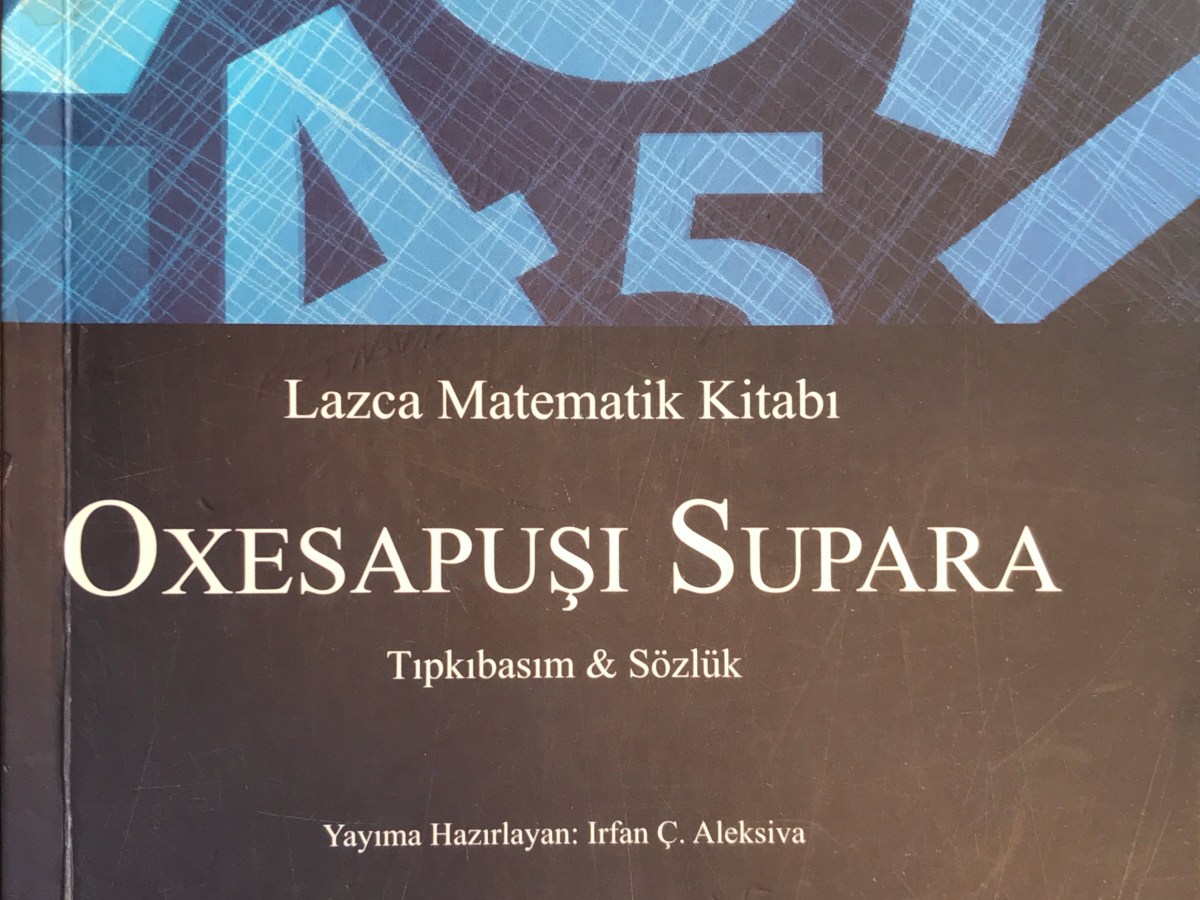 Lazca Matematik Kitabı
OXESAPUŞI SUPARA
Tıpkıbasım & Sözlük
Yayıma Hazırlayan: Irfan Ç. Aleksiva